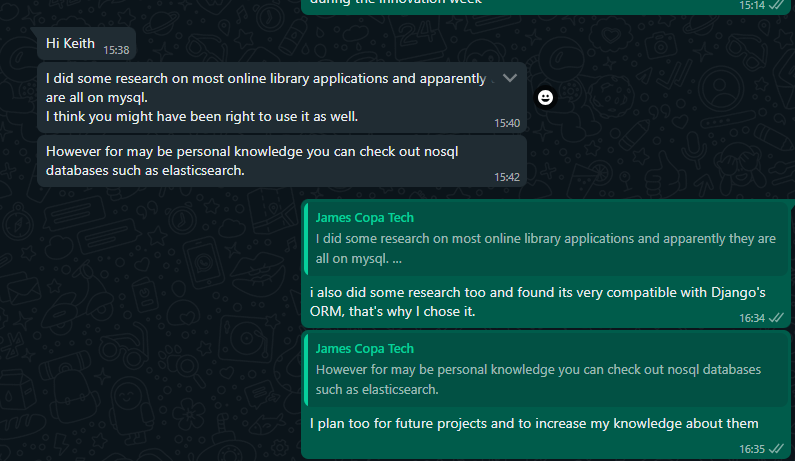 during the innovation week
15:14
Hi Keith
15:38
I did some research on most online library applications and apparently
are all on mysql.
I think you might have been right to use it as well.
15:40
However for may be personal knowledge you can check out nosql
databases such as elasticsearch.
15:42
James Copa Tech
I did some research on most online library applications and apparently they are
all on mysql. ...
i also did some research too and found its very compatible with Django's
ORM, that's why I chose it.
16:34
James Copa Tech
However for may be personal knowledge you can check out nosql databases
such as elasticsearch.
I plan too for future projects and to increase my knowledge about them
16:35